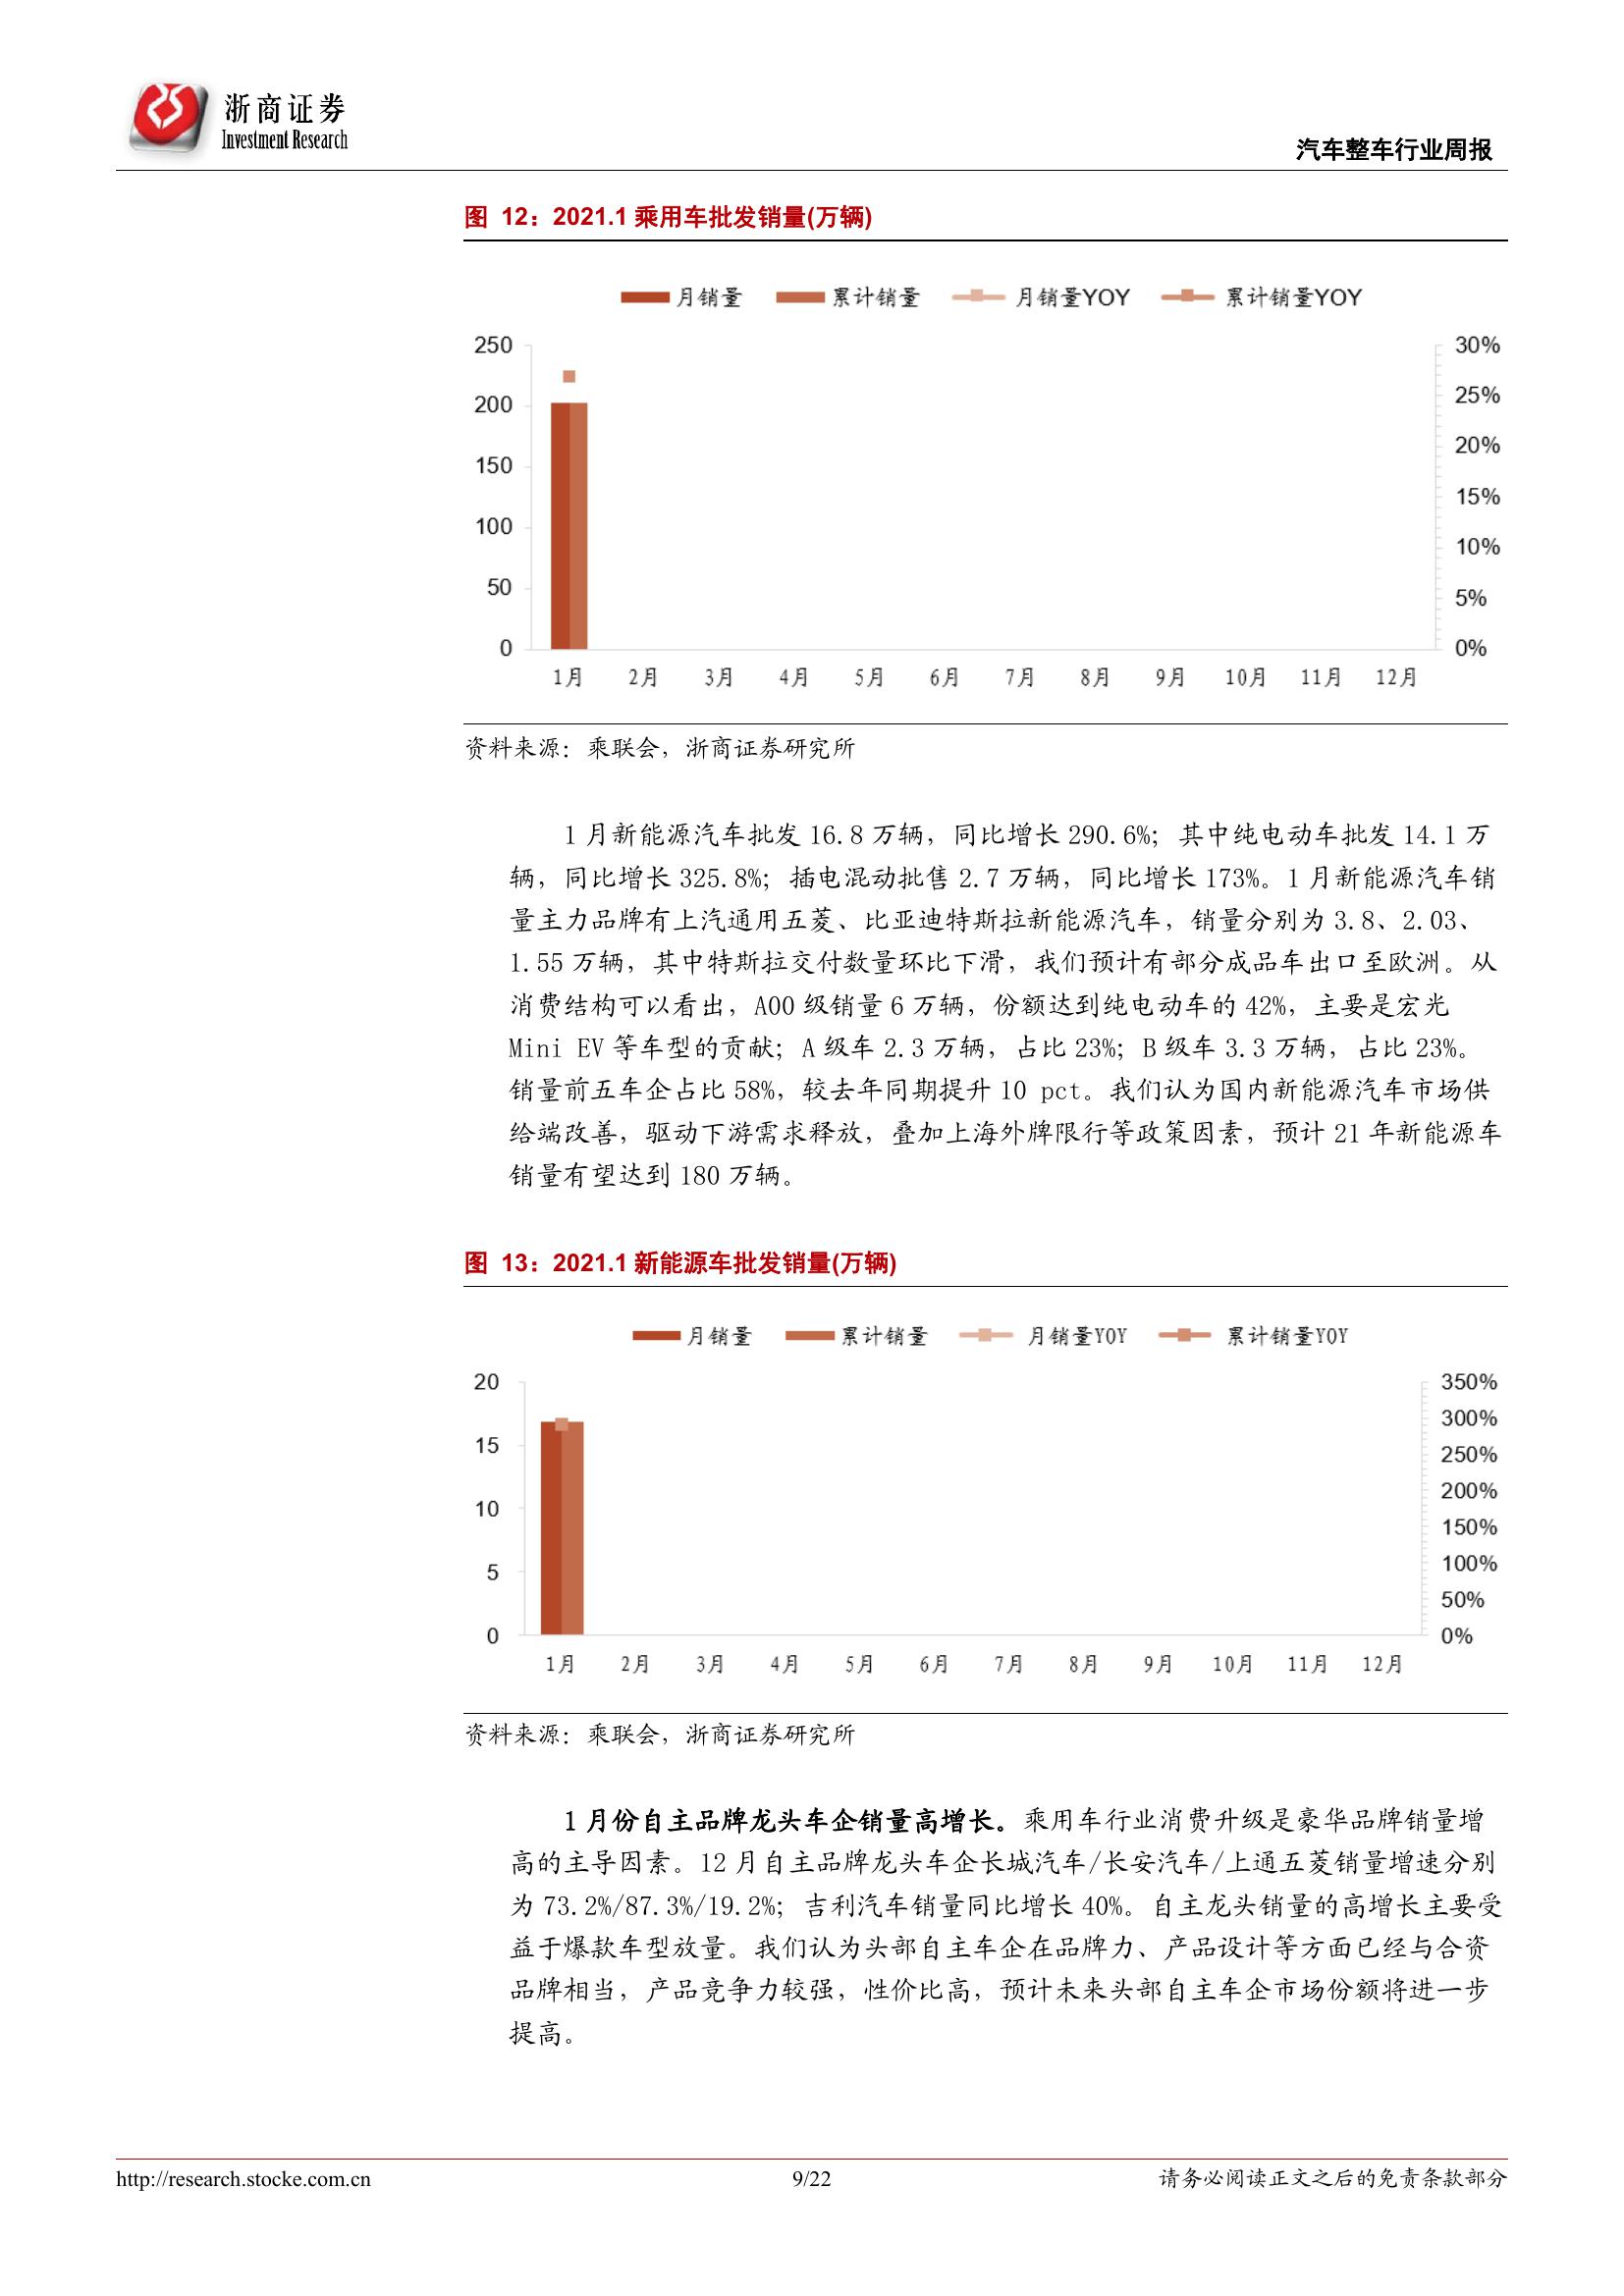 浙商证券
Investment Research
汽车整车行业周报
图 12：2021.1 乘用车批发销量(万辆)
月销量 累计销量 月销量YOY 累计销量YOY
250 30%
25%
200
20%
150
15%
100
10%
50
5%
0 0%
1月 2月 3月 4月 5月 6月 7月 8月 9月 10月 11月 12月
资料来源：乘联会，浙商证券研究所
1 月新能源汽车批发 16.8 万辆，同比增长 290.6%；其中纯电动车批发 14.1 万
辆，同比增长 325.8%；插电混动批售 2.7 万辆，同比增长 173%。1 月新能源汽车销
量主力品牌有上汽通用五菱、比亚迪特斯拉新能源汽车，销量分别为 3.8、2.03、
1.55 万辆，其中特斯拉交付数量环比下滑，我们预计有部分成品车出口至欧洲。从
消费结构可以看出，A00 级销量 6 万辆，份额达到纯电动车的 42%，主要是宏光
Mini EV 等车型的贡献；A 级车 2.3 万辆，占比 23%；B 级车 3.3 万辆，占比 23%。
销量前五车企占比 58%，较去年同期提升 10 pct。我们认为国内新能源汽车市场供
给端改善，驱动下游需求释放，叠加上海外牌限行等政策因素，预计 21 年新能源车
销量有望达到 180 万辆。
图 13：2021.1 新能源车批发销量(万辆)
月销量 累计销量 月销量YOY 累计销量YOY
20 350%
300%
15 250%
200%
10
150%
5 100%
50%
0 0%
1月 2月 3月 4月 5月 6月 7月 8月 9月 10月 11月 12月
资料来源：乘联会，浙商证券研究所
1 月份自主品牌龙头车企销量高增长。乘用车行业消费升级是豪华品牌销量增
高的主导因素。12 月自主品牌龙头车企长城汽车/长安汽车/上通五菱销量增速分别
为 73.2%/87.3%/19.2%；吉利汽车销量同比增长 40%。自主龙头销量的高增长主要受
益于爆款车型放量。我们认为头部自主车企在品牌力、产品设计等方面已经与合资
品牌相当，产品竞争力较强，性价比高，预计未来头部自主车企市场份额将进一步
提高。
http://research.stocke.com.cn 9/22 请务必阅读正文之后的免责条款部分